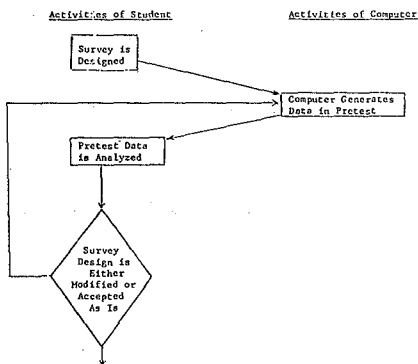 Activities of Student
Activities of Computer
Survey is
Designed
Computer Generates
Data in Pretest
Pretest Data
is Analyzed
Survey
Design is
Either
Modified or
Accepted
As Is